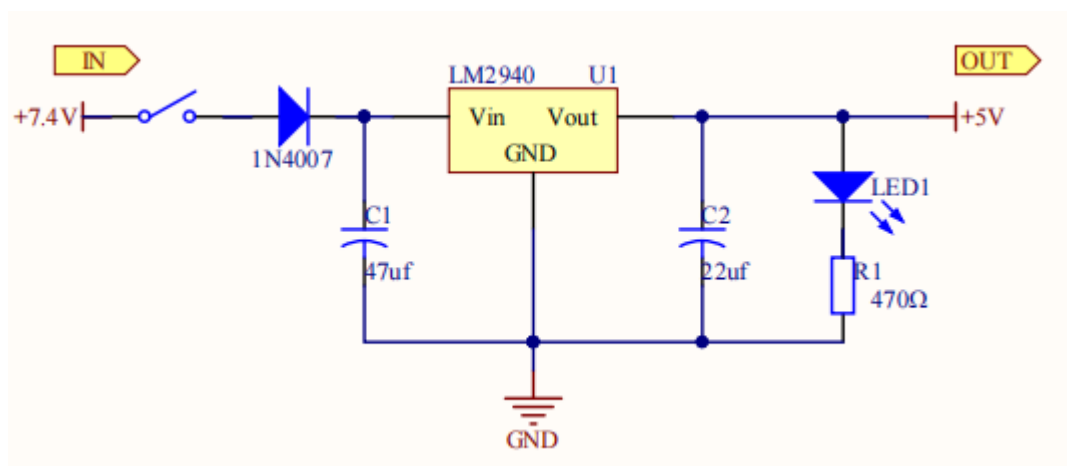 IN
OUT
LM2940
U1
+7.4V
Vin
Vout
+5V
1N4007
GND
LED1
C1
C2
47uf
22uf
R1
470Ω
GND